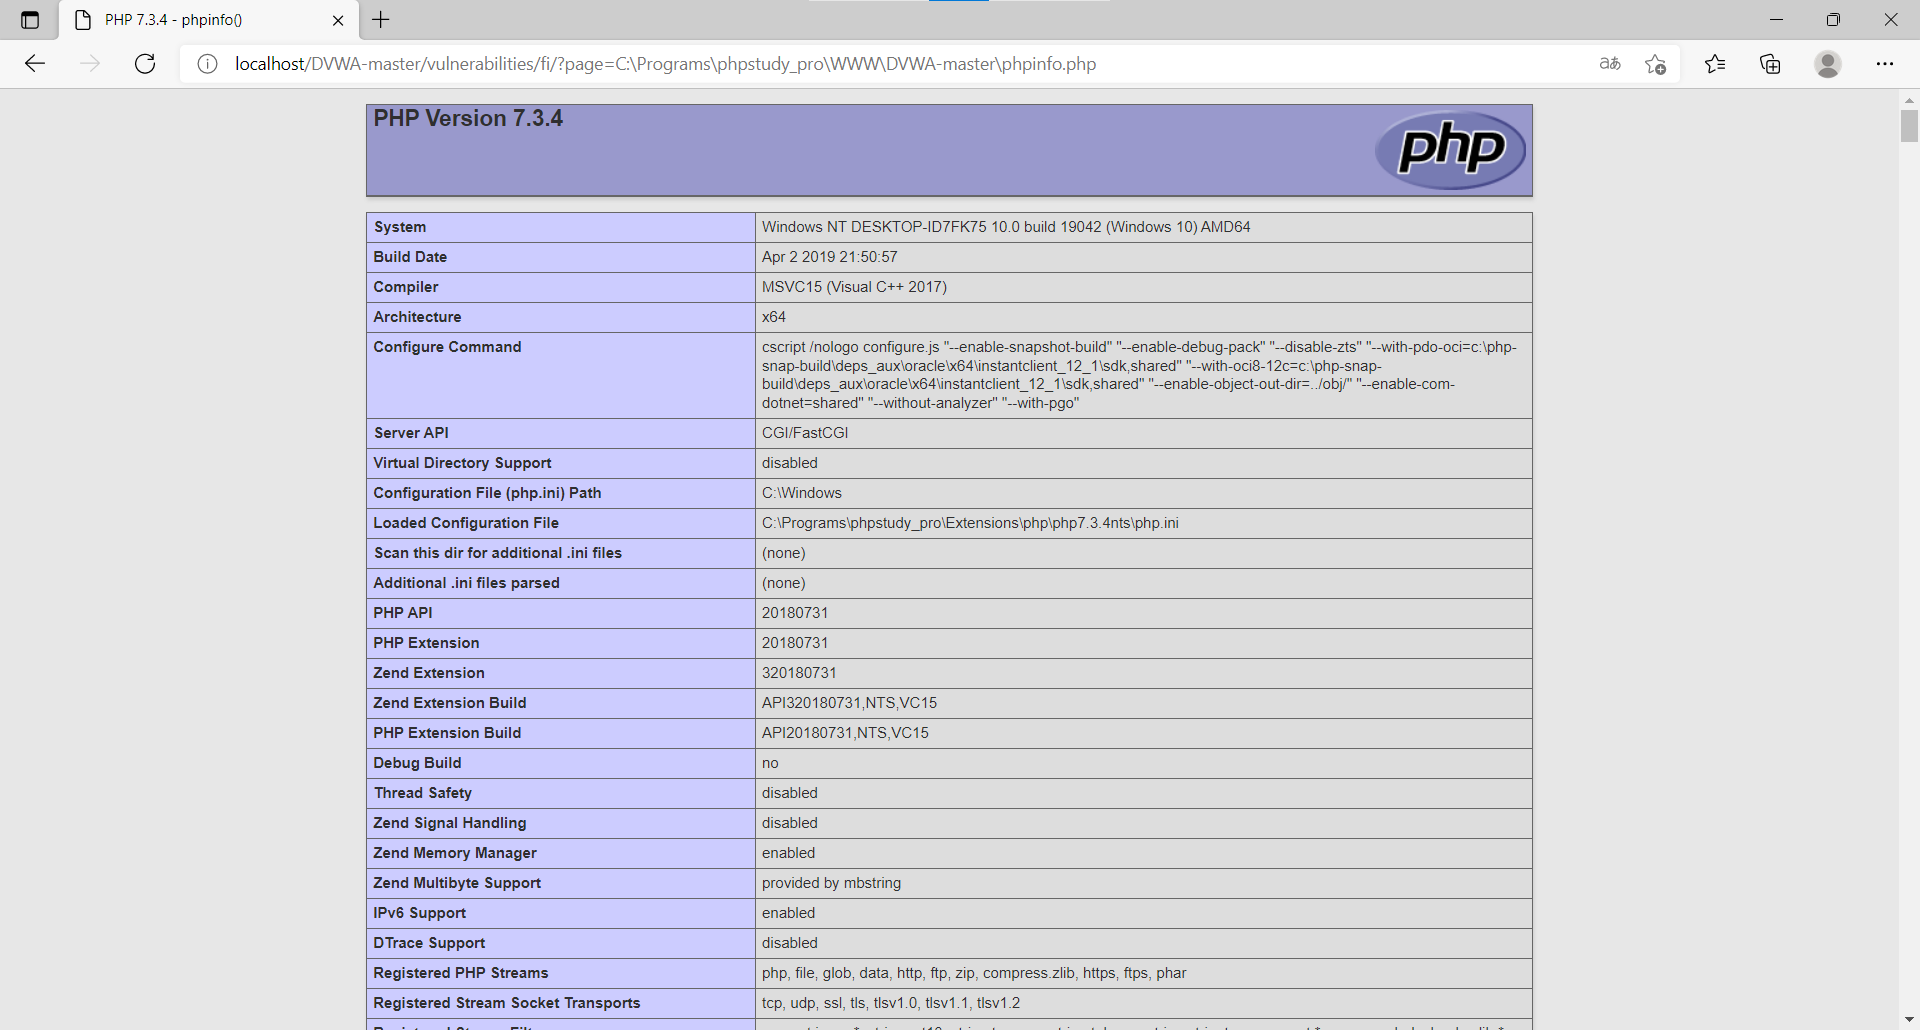 PHP 7.3.4 - phpinfo()
localhost/DVWA-master/vulnerabilities/fi/?page=C:\Programs\phpstudy_pro\WWW\DVWA-master\phpinfo.php
aあ
PHP Version 7.3.4
php
System Windows NT DESKTOP-ID7FK75 10.0 build 19042 (Windows 10) AMD64
Build Date Apr 2 2019 21:50:57
Compiler MSVC15 (Visual C++ 2017)
Architecture x64
Configure Command cscript /nologo configure.js "--enable-snapshot-build" "--enable-debug-pack" "--disable-zts" "--with-pdo-oci=c:\php-
snap-build\deps_aux\oracle\x64\instantclient_12_1\sdk,shared" "--with-oci8-12c=c:\php-snap-
build\deps_aux\oracle\x64\instantclient_12_1\sdk,shared" "--enable-object-out-dir=../obj/" "--enable-com-
dotnet=shared" "--without-analyzer" "--with-pgo"
Server API CGI/FastCGI
Virtual Directory Support disabled
Configuration File (php.ini) Path C:\Windows
Loaded Configuration File C:\Programs\phpstudy_pro\Extensions\php\php7.3.4nts\php.ini
Scan this dir for additional .ini files (none)
Additional .ini files parsed (none)
PHP API 20180731
PHP Extension 20180731
Zend Extension 320180731
Zend Extension Build API320180731,NTS,VC15
PHP Extension Build API20180731,NTS,VC15
Debug Build no
Thread Safety disabled
Zend Signal Handling disabled
Zend Memory Manager enabled
Zend Multibyte Support provided by mbstring
IPv6 Support enabled
DTrace Support disabled
Registered PHP Streams php, file, glob, data, http, ftp, zip, compress.zlib, https, ftps, phar
Registered Stream Socket Transports tcp, udp, ssl, tls, tlsv1.0, tlsv1.1, tlsv1.2